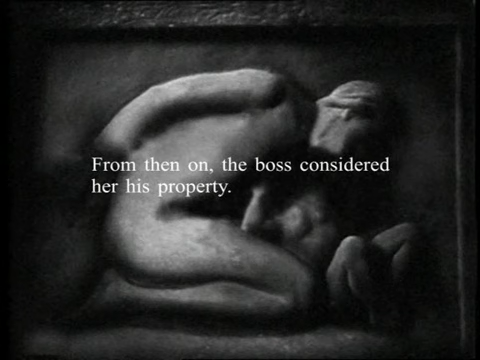 From then on, the boss considered
her his property.